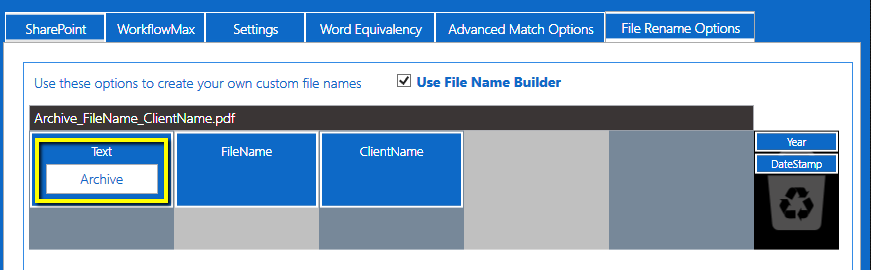 SharePoint WorkflowMax Settings Word Equivalency Advanced Match Options File Rename Options
Use these options to create your own custom file names Use File Name Builder
Archive_FileName_ClientName.pdf
Text FileName ClientName Year
Archive DateStamp